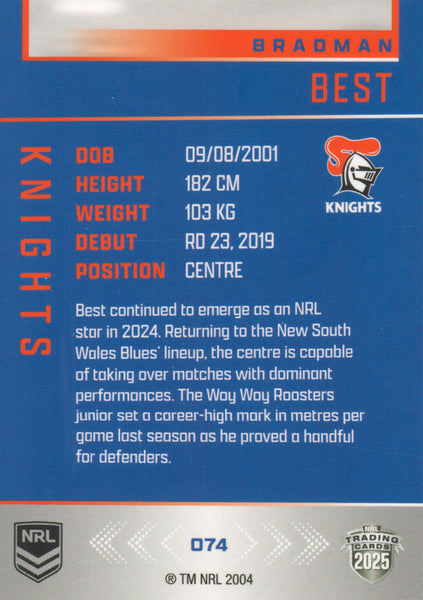 BRADMAN
BEST
KNIGHTS
DOB 09/08/2001
HEIGHT 182 CM
WEIGHT 103 KG
DEBUT RD 23, 2019
POSITION CENTRE
KNIGHTS
Best continued to emerge as an NRL
star in 2024. Returning to the New South
Wales Blues' lineup, the centre is capable
of taking over matches with dominant
performances. The Woy Woy Roosters
junior set a career-high mark in metres per
game last season as he proved a handful
for defenders.
NRL
074
NRL
TRADING
CARDS
2025
® TM NRL 2004